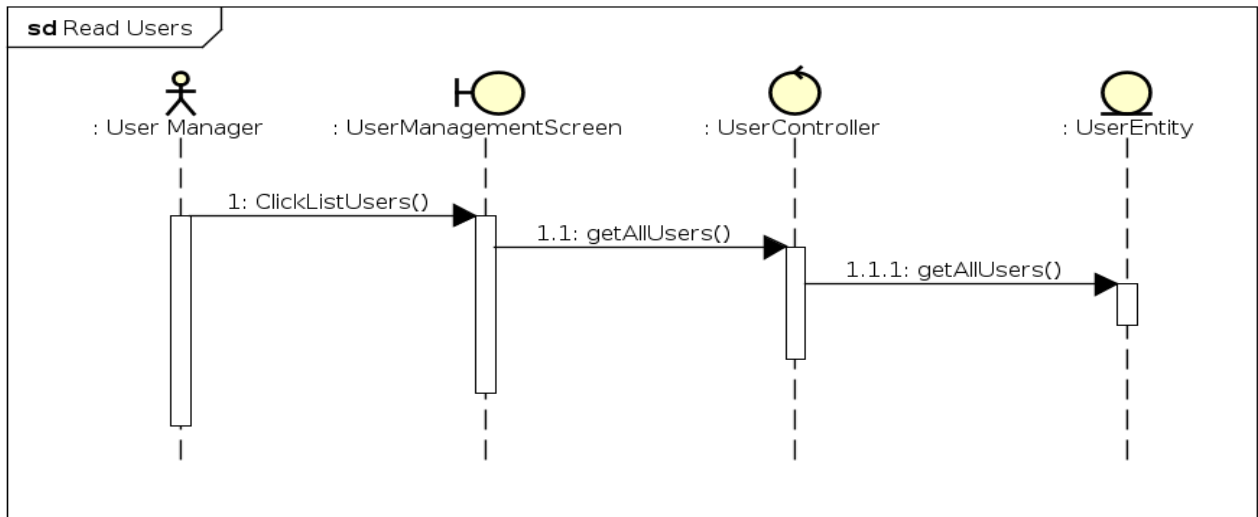 sd Read Users
: User Manager
: UserManagementScreen
: UserController
: UserEntity
1: ClickListUsers()
1.1: getAllUsers()
1.1.1: getAllUsers()